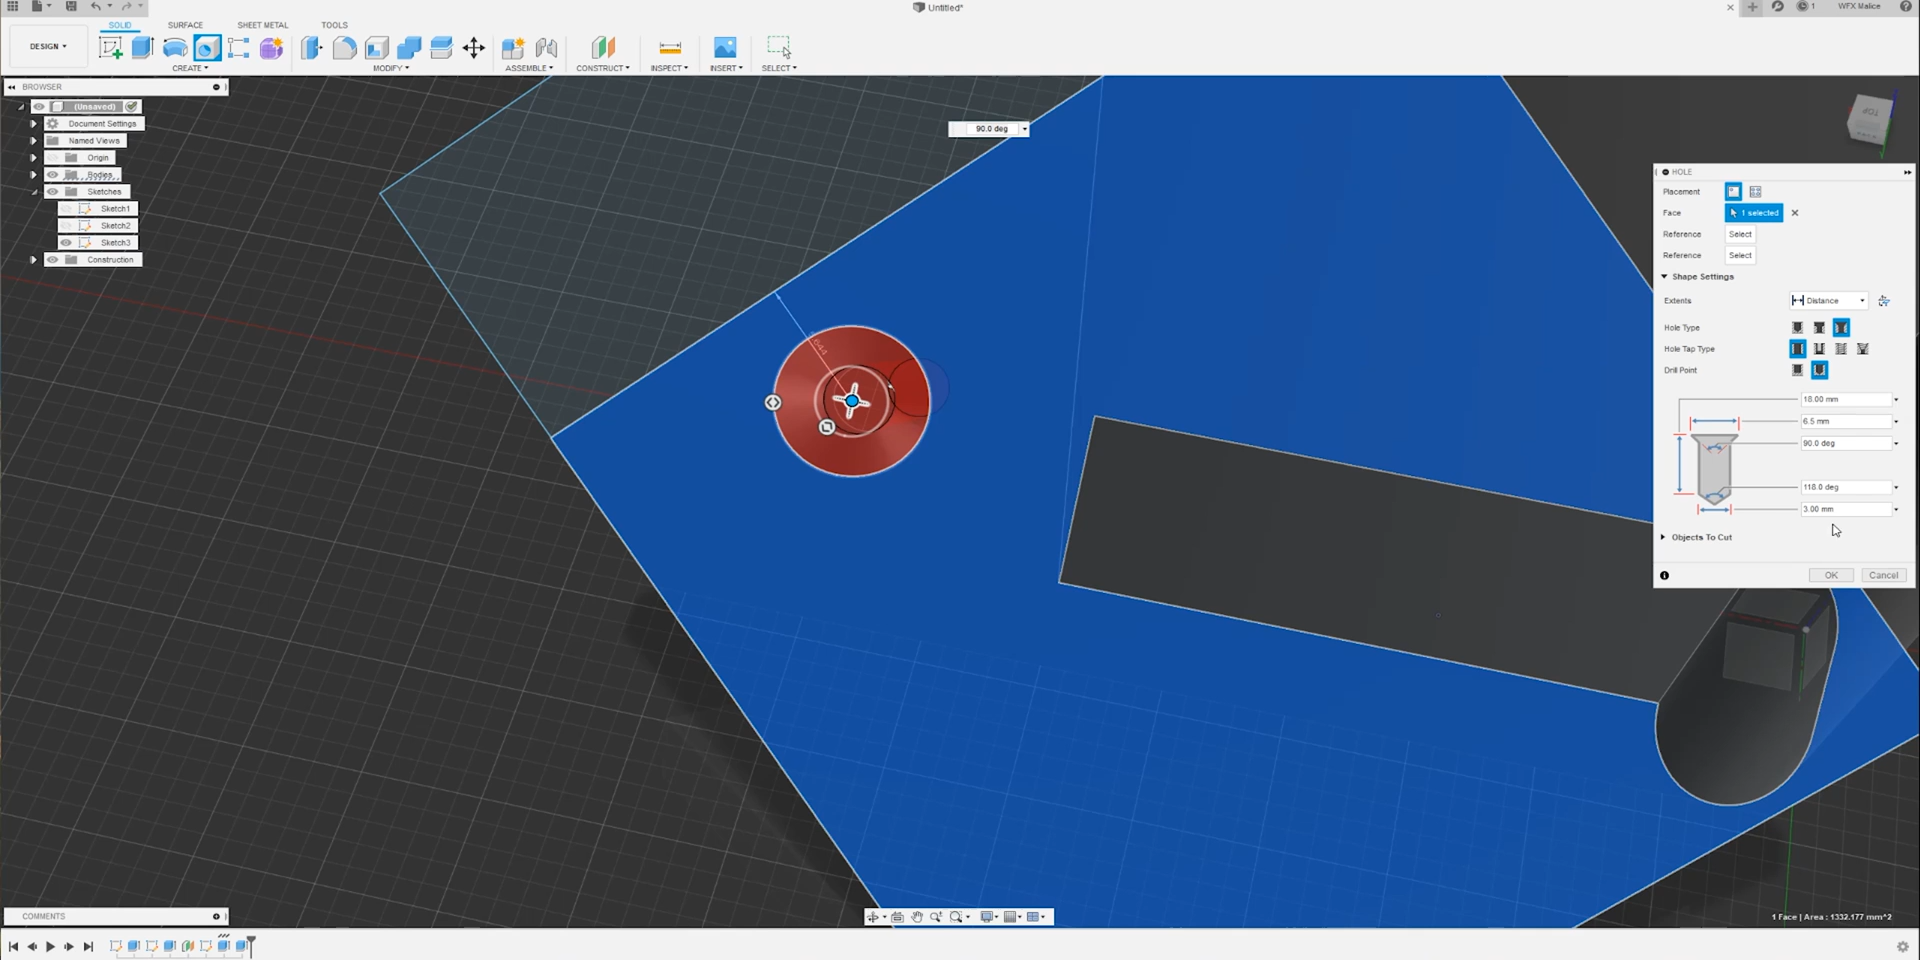 Untitled*
1
WFX Malice
DESIGN
SOLID
SURFACE
SHEET METAL
TOOLS
CREATE
MODIFY
ASSEMBLE
CONSTRUCT
INSPECT
INSERT
SELECT
BROWSER
(Unsaved)
Document Settings
Named Views
Origin
Bodies
Sketches
Sketch1
Sketch2
Sketch3
Construction
90.0 deg
TOP
HOLE
Placement
Face
1 selected
Reference
Select
Reference
Select
Shape Settings
Extents
Distance
Hole Type
Hole Tap Type
Drill Point
18.00 mm
6.5 mm
90.0 deg
118.0 deg
3.00 mm
Objects To Cut
OK
Cancel
COMMENTS
1 Face | Area : 1332.177 mm^2